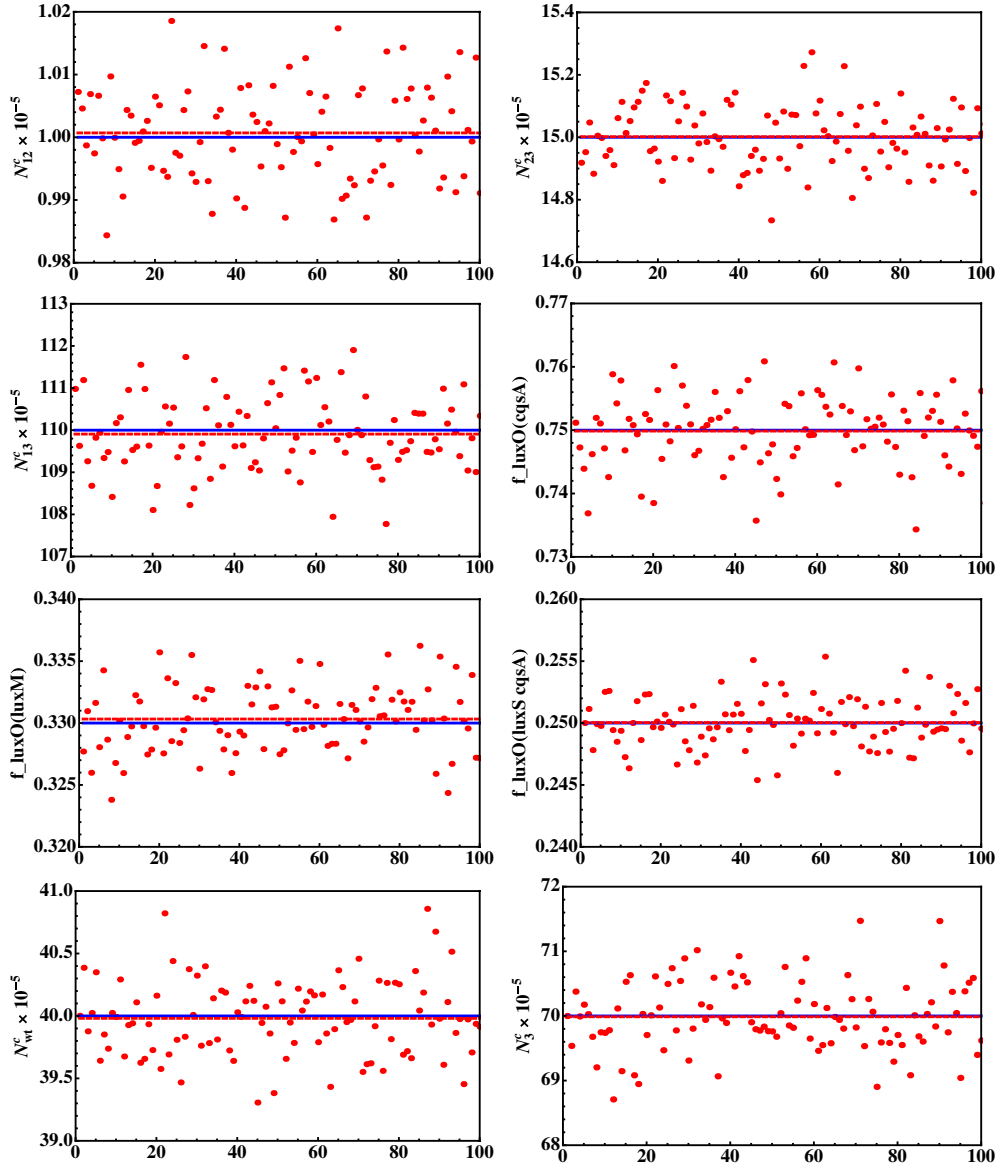 1.02
1.01
1.00
0.99
0.98
N^c_12 × 10^-5
0 20 40 60 80 100
15.4
15.2
15.0
14.8
14.6
N^c_23 × 10^-5
0 20 40 60 80 100
113
112
111
110
109
108
107
N^c_13 × 10^-5
0 20 40 60 80 100
0.77
0.76
0.75
0.74
0.73
f_luxO(cqsA)
0 20 40 60 80 100
0.340
0.335
0.330
0.325
0.320
f_luxO(luxM)
0 20 40 60 80 100
0.260
0.255
0.250
0.245
0.240
f_luxO(luxS cqsA)
0 20 40 60 80 100
41.0
40.5
40.0
39.5
39.0
N^c_wt × 10^-5
0 20 40 60 80 100
72
71
70
69
68
N^c_3 × 10^-5
0 20 40 60 80 100